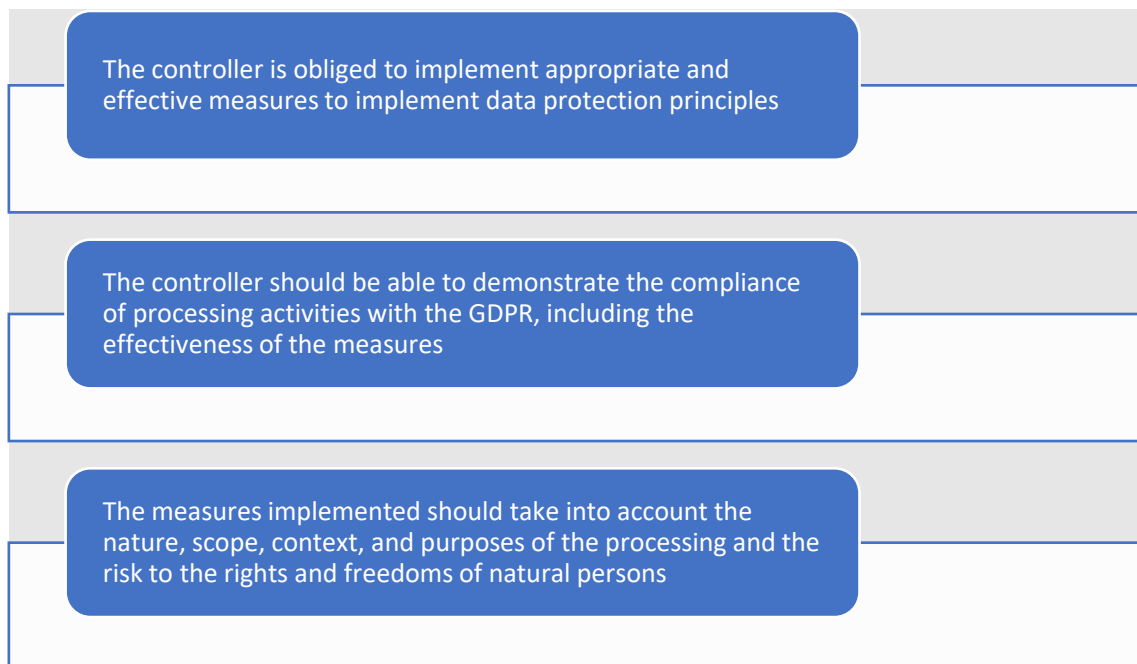 The controller is obliged to implement appropriate and
effective measures to implement data protection principles
The controller should be able to demonstrate the compliance
of processing activities with the GDPR, including the
effectiveness of the measures
The measures implemented should take into account the
nature, scope, context, and purposes of the processing and the
risk to the rights and freedoms of natural persons